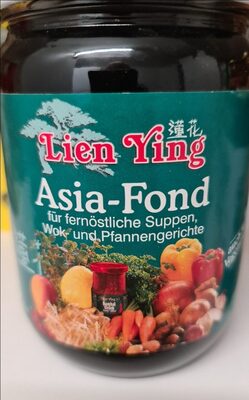 Lien Ying 蓮花
Asia-Fond
für fernöstliche Suppen,
Wok- und Pfannengerichte